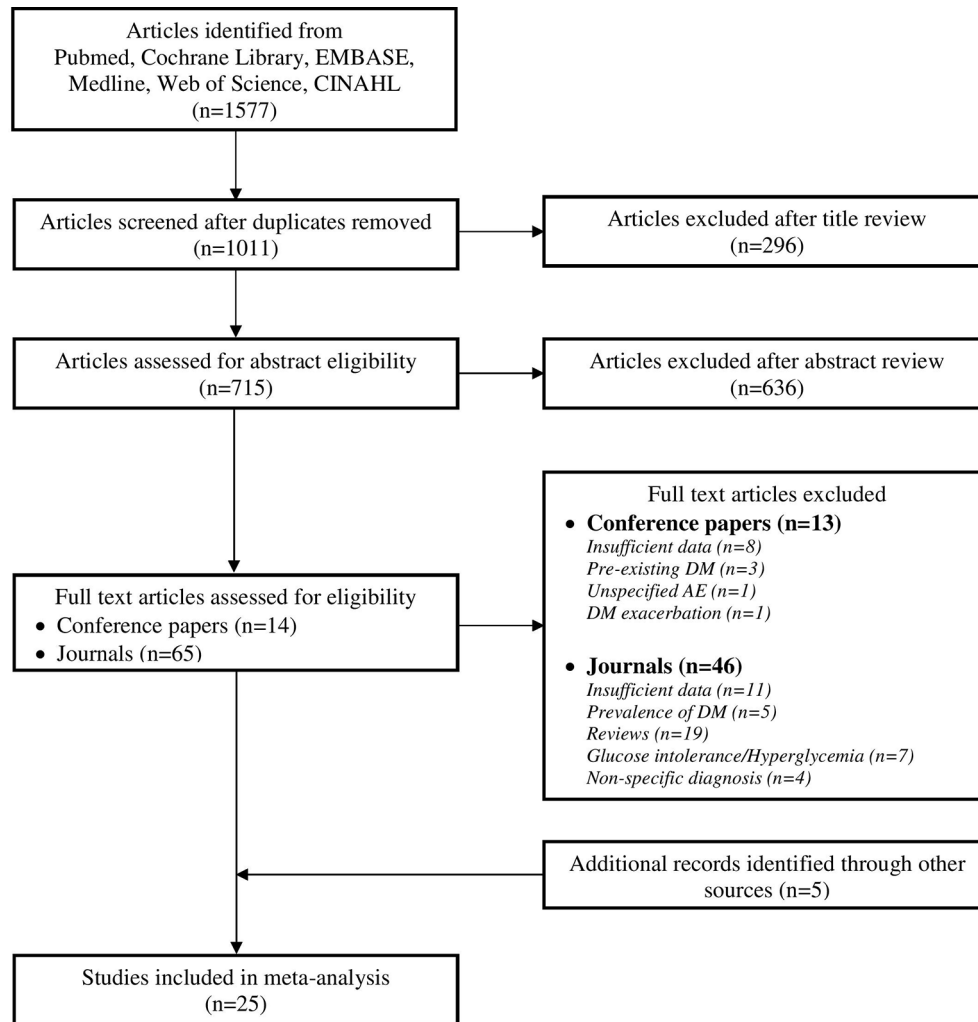 Articles identified from
Pubmed, Cochrane Library, EMBASE,
Medline, Web of Science, CINAHL
(n=1577)
Articles screened after duplicates removed
(n=1011)
Articles excluded after title review
(n=296)
Articles assessed for abstract eligibility
(n=715)
Articles excluded after abstract review
(n=636)
Full text articles assessed for eligibility
• Conference papers (n=14)
• Journals (n=65)
Full text articles excluded
• Conference papers (n=13)
Insufficient data (n=8)
Pre-existing DM (n=3)
Unspecified AE (n=1)
DM exacerbation (n=1)
• Journals (n=46)
Insufficient data (n=11)
Prevalence of DM (n=5)
Reviews (n=19)
Glucose intolerance/Hyperglycemia (n=7)
Non-specific diagnosis (n=4)
Additional records identified through other
sources (n=5)
Studies included in meta-analysis
(n=25)